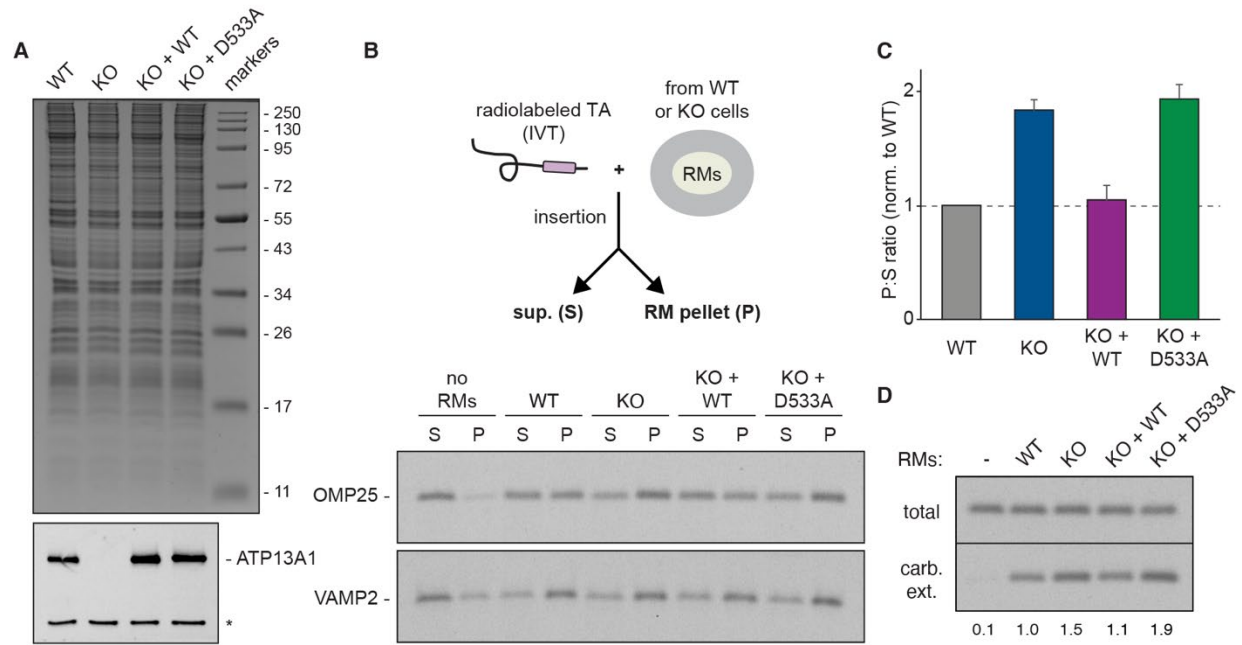 A
WT
KO
KO + WT
KO + D533A
markers
- 250
- 130
- 95
- 72
- 55
- 43
- 34
- 26
- 17
- 11
- ATP13A1
*
B
radiolabeled TA
(IVT)
+
from WT
or KO cells
RMs
insertion
sup. (S)
RM pellet (P)
no
RMs
WT
KO
KO +
WT
KO +
D533A
S P S P S P S P S P
OMP25 -
VAMP2 -
C
P:S ratio (norm. to WT)
2
1
0
WT
KO
KO +
WT
KO +
D533A
D
RMs:
-
WT
KO
KO + WT
KO + D533A
total
carb.
ext.
0.1 1.0 1.5 1.1 1.9